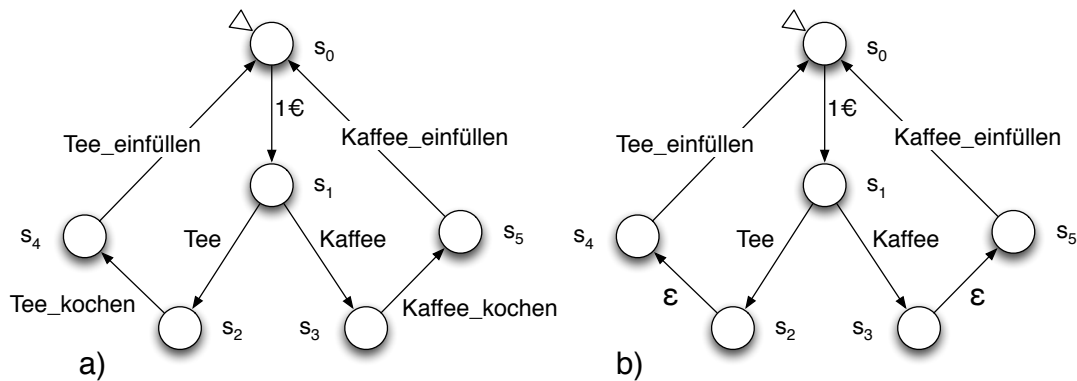 s0
1€
Tee_einfüllen
Kaffee_einfüllen
s1
s4
Tee
Kaffee
s5
Tee_kochen
Kaffee_kochen
s2
s3
a)
s0
1€
Tee_einfüllen
Kaffee_einfüllen
s1
s4
Tee
Kaffee
s5
ε
ε
s2
s3
b)